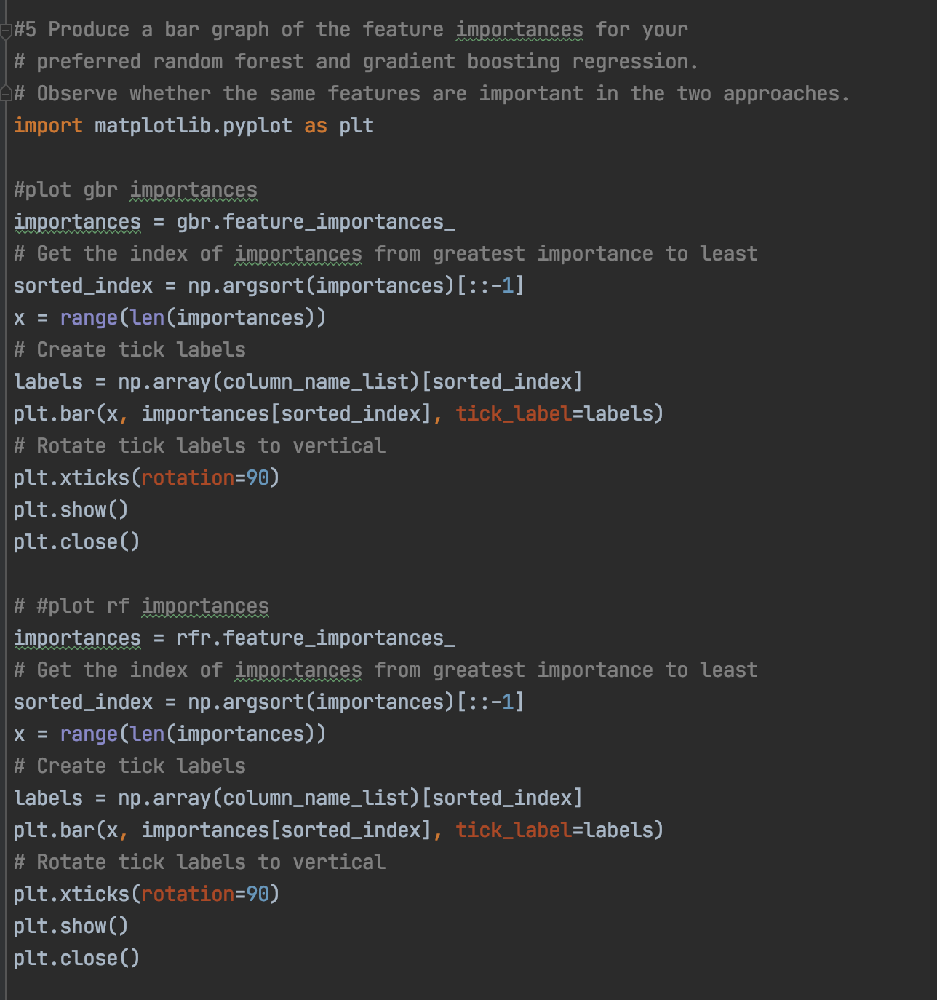 #5 Produce a bar graph of the feature importances for your
# preferred random forest and gradient boosting regression.
# Observe whether the same features are important in the two approaches.
import matplotlib.pyplot as plt
#plot gbr importances
importances = gbr.feature_importances_
# Get the index of importances from greatest importance to least
sorted_index = np.argsort(importances)[::-1]
x = range(len(importances))
# Create tick labels
labels = np.array(column_name_list)[sorted_index]
plt.bar(x, importances[sorted_index], tick_label=labels)
# Rotate tick labels to vertical
plt.xticks(rotation=90)
plt.show()
plt.close()
# #plot rf importances
importances = rfr.feature_importances_
# Get the index of importances from greatest importance to least
sorted_index = np.argsort(importances)[::-1]
x = range(len(importances))
# Create tick labels
labels = np.array(column_name_list)[sorted_index]
plt.bar(x, importances[sorted_index], tick_label=labels)
# Rotate tick labels to vertical
plt.xticks(rotation=90)
plt.show()
plt.close()